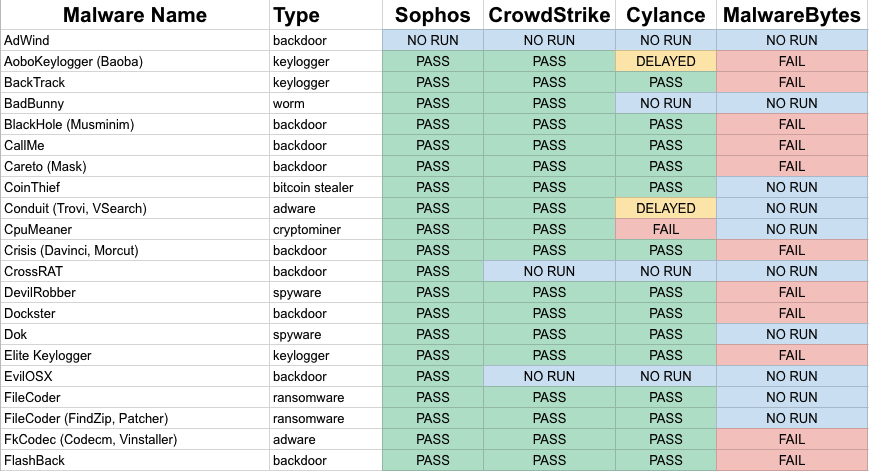 Malware Name Type Sophos CrowdStrike Cylance MalwareBytes
AdWind backdoor NO RUN NO RUN NO RUN NO RUN
AoboKeylogger (Baoba) keylogger PASS PASS DELAYED FAIL
BackTrack keylogger PASS PASS PASS FAIL
BadBunny worm PASS PASS NO RUN NO RUN
BlackHole (Musminim) backdoor PASS PASS PASS FAIL
CallMe backdoor PASS PASS PASS FAIL
Careto (Mask) backdoor PASS PASS PASS FAIL
CoinThief bitcoin stealer PASS PASS PASS NO RUN
Conduit (Trovi, VSearch) adware PASS PASS DELAYED NO RUN
CpuMeaner cryptominer PASS PASS FAIL NO RUN
Crisis (Davinci, Morcut) backdoor PASS PASS PASS FAIL
CrossRAT backdoor PASS NO RUN NO RUN NO RUN
DevilRobber spyware PASS PASS PASS FAIL
Dockster backdoor PASS PASS PASS FAIL
Dok spyware PASS PASS PASS NO RUN
Elite Keylogger keylogger PASS PASS PASS FAIL
EvilOSX backdoor PASS NO RUN NO RUN NO RUN
FileCoder ransomware PASS PASS PASS NO RUN
FileCoder (FindZip, Patcher) ransomware PASS PASS PASS NO RUN
FkCodec (Codecm, Vinstaller) adware PASS PASS PASS FAIL
FlashBack backdoor PASS PASS PASS FAIL